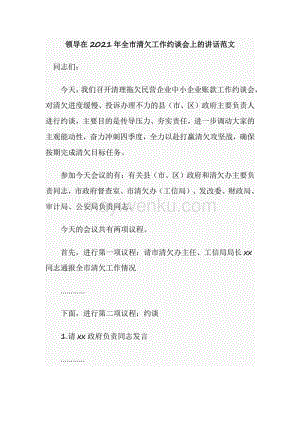 领导在 2021 年全市清欠工作约谈会上的讲话范文
同志们：
今天，我们召开清理拖欠民营企业中小企业账款工作约谈会，
对清欠进度缓慢、投诉办理不力的县（市、区）政府主要负责人
进行约谈，主要目的是传导压力、夯实责任，进一步调动大家的
主观能动性，奋力冲刺四季度，全力以赴打赢清欠攻坚战，确保
按期完成清欠目标任务。
参加今天会议的有：有关县（市、区）政府和清欠办主要负
责同志，市政府督查室、市清欠办（工信局）、发改委、财政局、
审计局、公安局负责同志。
今天的会议共有两项议程。
首先，进行第一项议程：请市清欠办主任、工信局局长 xx
同志通报全市清欠工作情况
…………
下面，进行第二项议程：约谈
1.请 xx 政府负责同志发言
…………